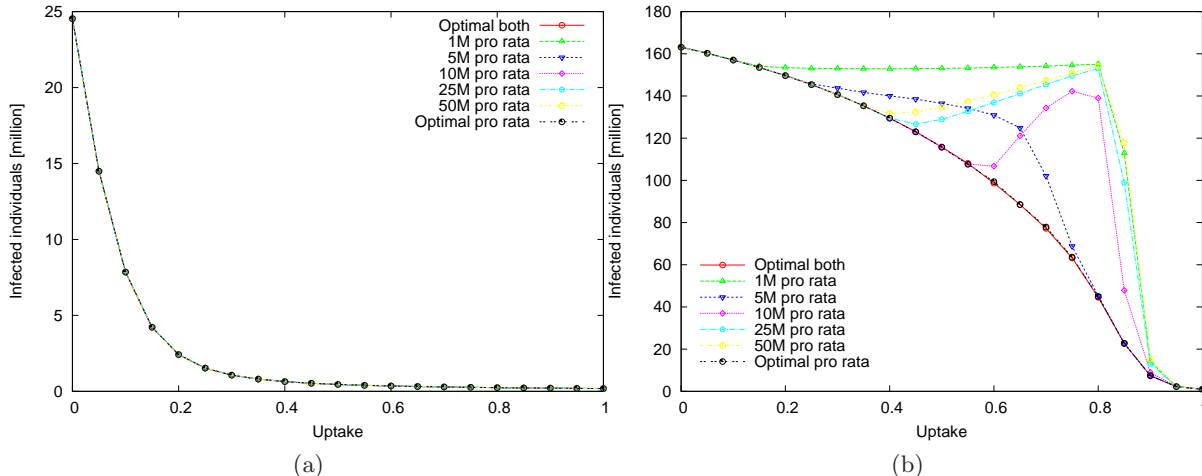 25
20
15
10
5
0
Infected individuals [million]
0
0.2
0.4
0.6
0.8
1
Uptake
Optimal both
1M pro rata
5M pro rata
10M pro rata
25M pro rata
50M pro rata
Optimal pro rata
(a)
180
160
140
120
100
80
60
40
20
0
Infected individuals [million]
0
0.2
0.4
0.6
0.8
1
Uptake
Optimal both
1M pro rata
5M pro rata
10M pro rata
25M pro rata
50M pro rata
Optimal pro rata
(b)